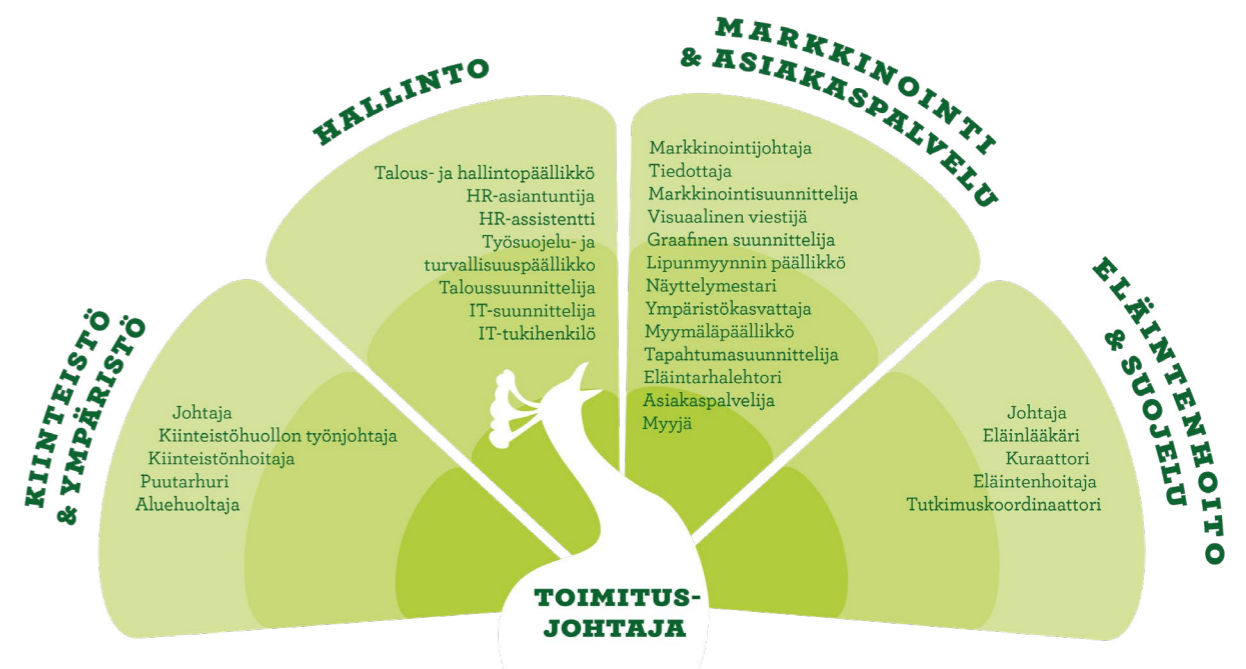 KIINTEISTÖ
& YMPÄRISTÖ
Johtaja
Kiinteistöhuollon työnjohtaja
Kiinteistönhoitaja
Puutarhuri
Aluehuoltaja
HALLINTO
Talous- ja hallintopäällikkö
HR-asiantuntija
HR-assistentti
Työsuojelu- ja
turvallisuuspäällikko
Taloussuunnittelija
IT-suunnittelija
IT-tukihenkilö
MARKKINOINTI
& ASIAKASPALVELU
Markkinointijohtaja
Tiedottaja
Markkinointisuunnittelija
Visuaalinen viestijä
Graafinen suunnittelija
Lipunmyynnin päällikkö
Näyttelymestari
Ympäristökasvattaja
Myymäläpäällikkö
Tapahtumasuunnittelija
Eläintarhalehtori
Asiakaspalvelija
Myyjä
ELÄINTENHOITO
& SUOJELU
Johtaja
Eläinlääkäri
Kuraattori
Eläintenhoitaja
Tutkimuskoordinaattori
TOIMITUS-
JOHTAJA